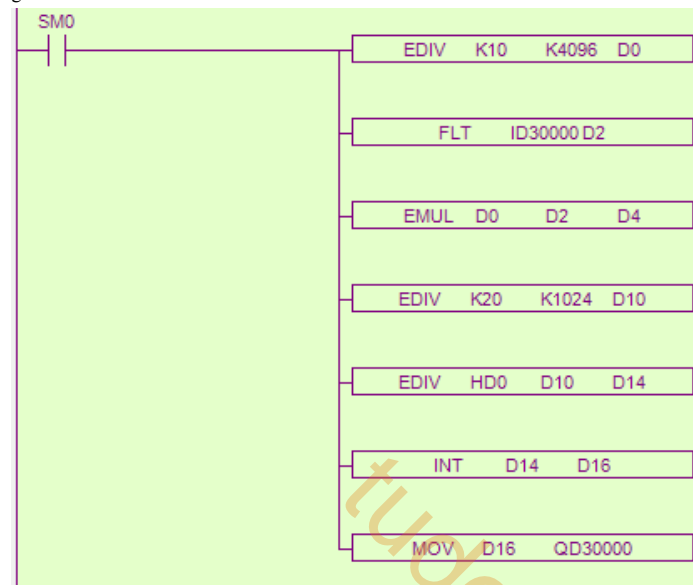 SM0
EDIV K10 K4096 D0
FLT ID30000 D2
EMUL D0 D2 D4
EDIV K20 K1024 D10
EDIV HD0 D10 D14
INT D14 D16
MOV D16 QD30000